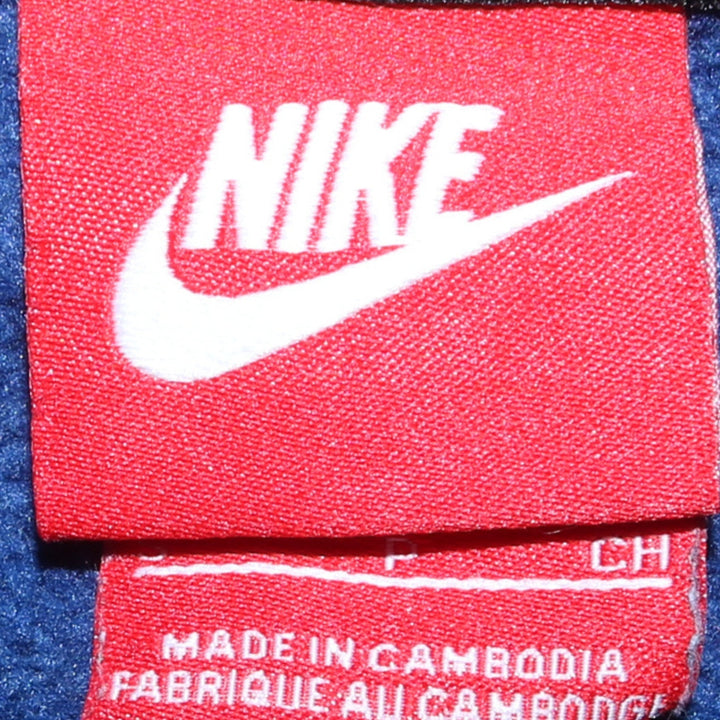 NIKE
S P CH
MADE IN CAMBODIA
FABRIQUE AU CAMBODGE